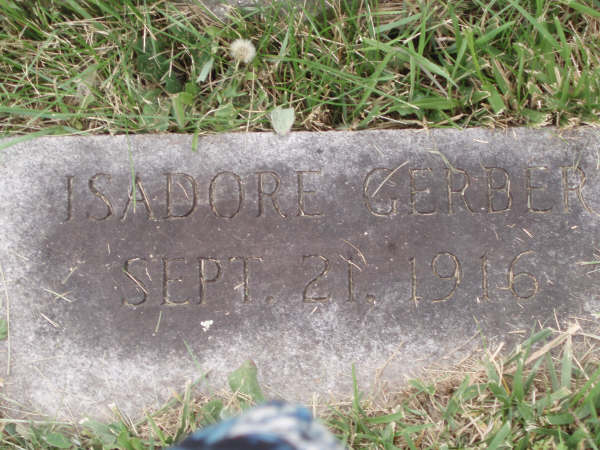 ISADORE GERBER
SEPT. 21. 1916